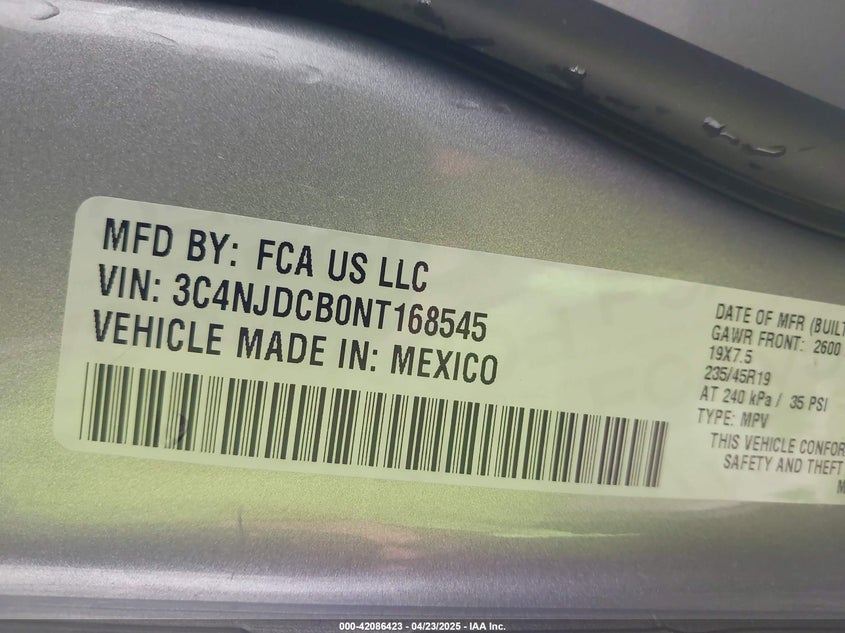 MFD BY: FCA US LLC
VIN: 3C4NJDCB0NT168545
VEHICLE MADE IN: MEXICO
DATE OF MFR (BUILT
GAWR FRONT: 2600
19X7.5
235/45R19
AT 240 kPa / 35 PSI
TYPE: MPV
THIS VEHICLE CONFOR
SAFETY AND THEFT
M
000-42086423 - 04/23/2025 - IAA Inc.